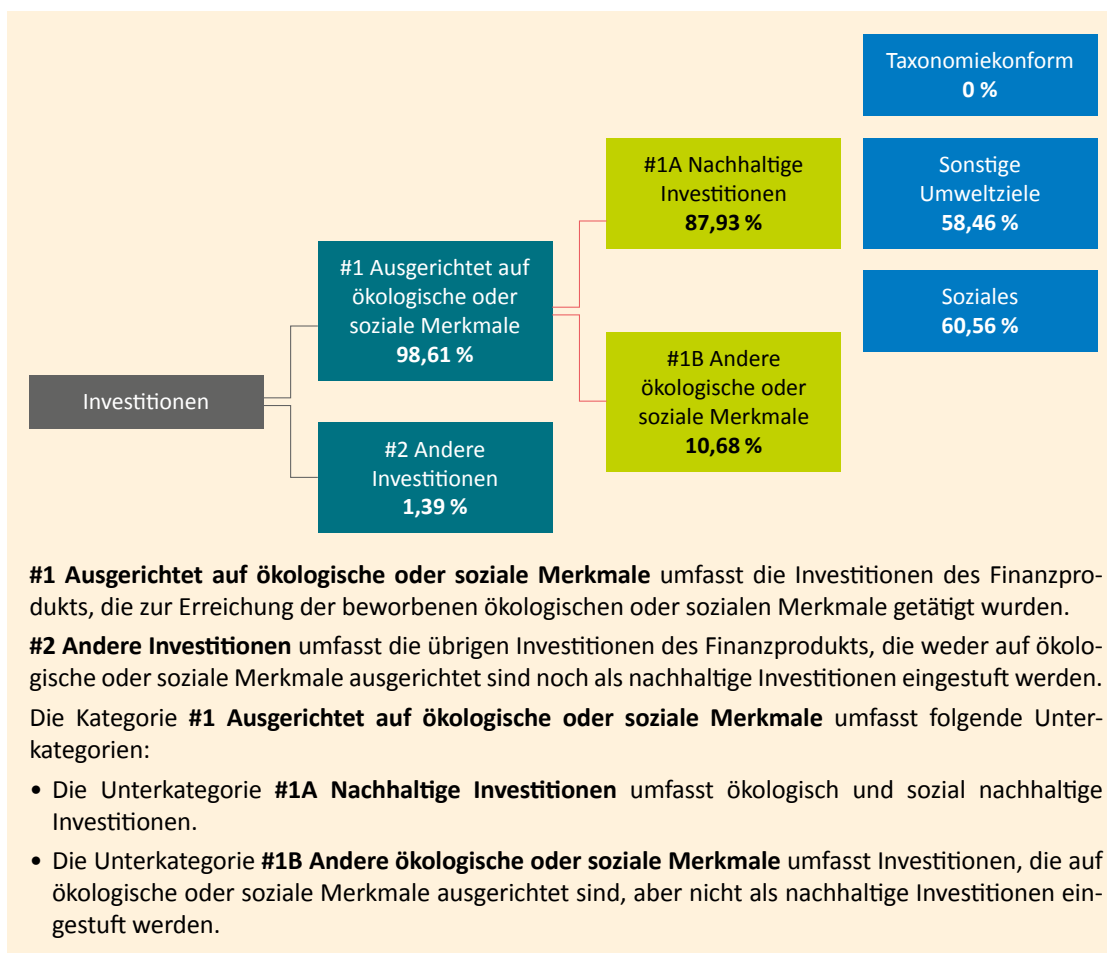 Taxonomiekonform
0 %
#1A Nachhaltige
Investitionen
87,93 %
Sonstige
Umweltziele
58,46 %
#1 Ausgerichtet auf
ökologische oder
soziale Merkmale
98,61 %
Soziales
60,56 %
#1B Andere
ökologische oder
soziale Merkmale
10,68 %
Investitionen
#2 Andere
Investitionen
1,39 %
#1 Ausgerichtet auf ökologische oder soziale Merkmale umfasst die Investitionen des Finanzpro-
dukts, die zur Erreichung der beworbenen ökologischen oder sozialen Merkmale getätigt wurden.
#2 Andere Investitionen umfasst die übrigen Investitionen des Finanzprodukts, die weder auf ökolo-
gische oder soziale Merkmale ausgerichtet sind noch als nachhaltige Investitionen eingestuft werden.
Die Kategorie #1 Ausgerichtet auf ökologische oder soziale Merkmale umfasst folgende Unter-
kategorien:
• Die Unterkategorie #1A Nachhaltige Investitionen umfasst ökologisch und sozial nachhaltige
Investitionen.
• Die Unterkategorie #1B Andere ökologische oder soziale Merkmale umfasst Investitionen, die auf
ökologische oder soziale Merkmale ausgerichtet sind, aber nicht als nachhaltige Investitionen ein-
gestuft werden.